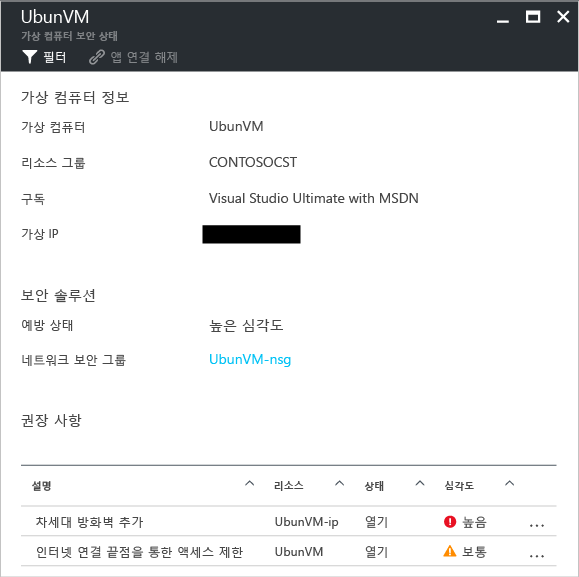 UbunVM
가상 컴퓨터 보안 상태
필터 앱 연결 해제
가상 컴퓨터 정보
가상 컴퓨터 UbunVM
리소스 그룹 CONTOSOCST
구독 Visual Studio Ultimate with MSDN
가상 IP
보안 솔루션
예방 상태 높은 심각도
네트워크 보안 그룹 UbunVM-nsg
권장 사항
설명 리소스 상태 심각도
차세대 방화벽 추가 UbunVM-ip 열기 높음 ...
인터넷 연결 끝점을 통한 액세스 제한 UbunVM 열기 보통 ...